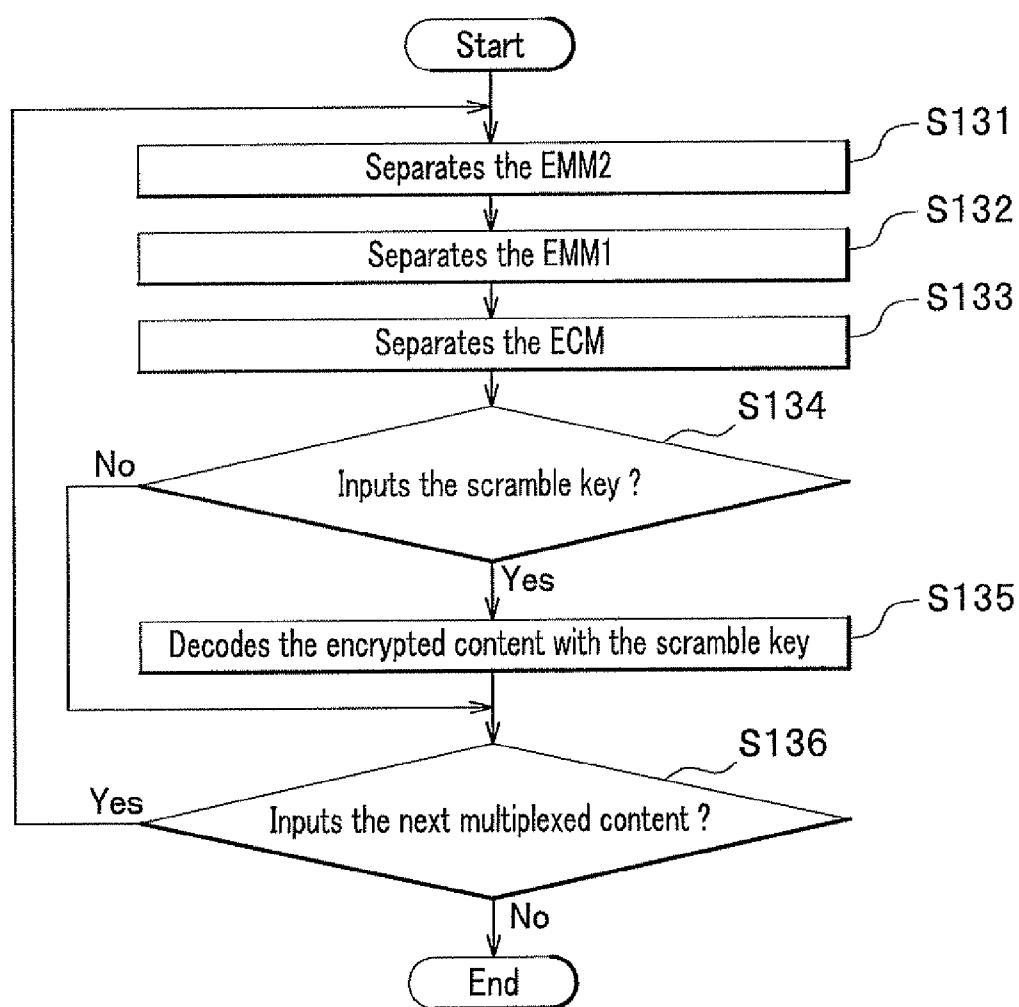 Start
S131
Separates the EMM2
S132
Separates the EMM1
S133
Separates the ECM
S134
No
Inputs the scramble key ?
Yes
S135
Decodes the encrypted content with the scramble key
S136
Yes
Inputs the next multiplexed content ?
No
End